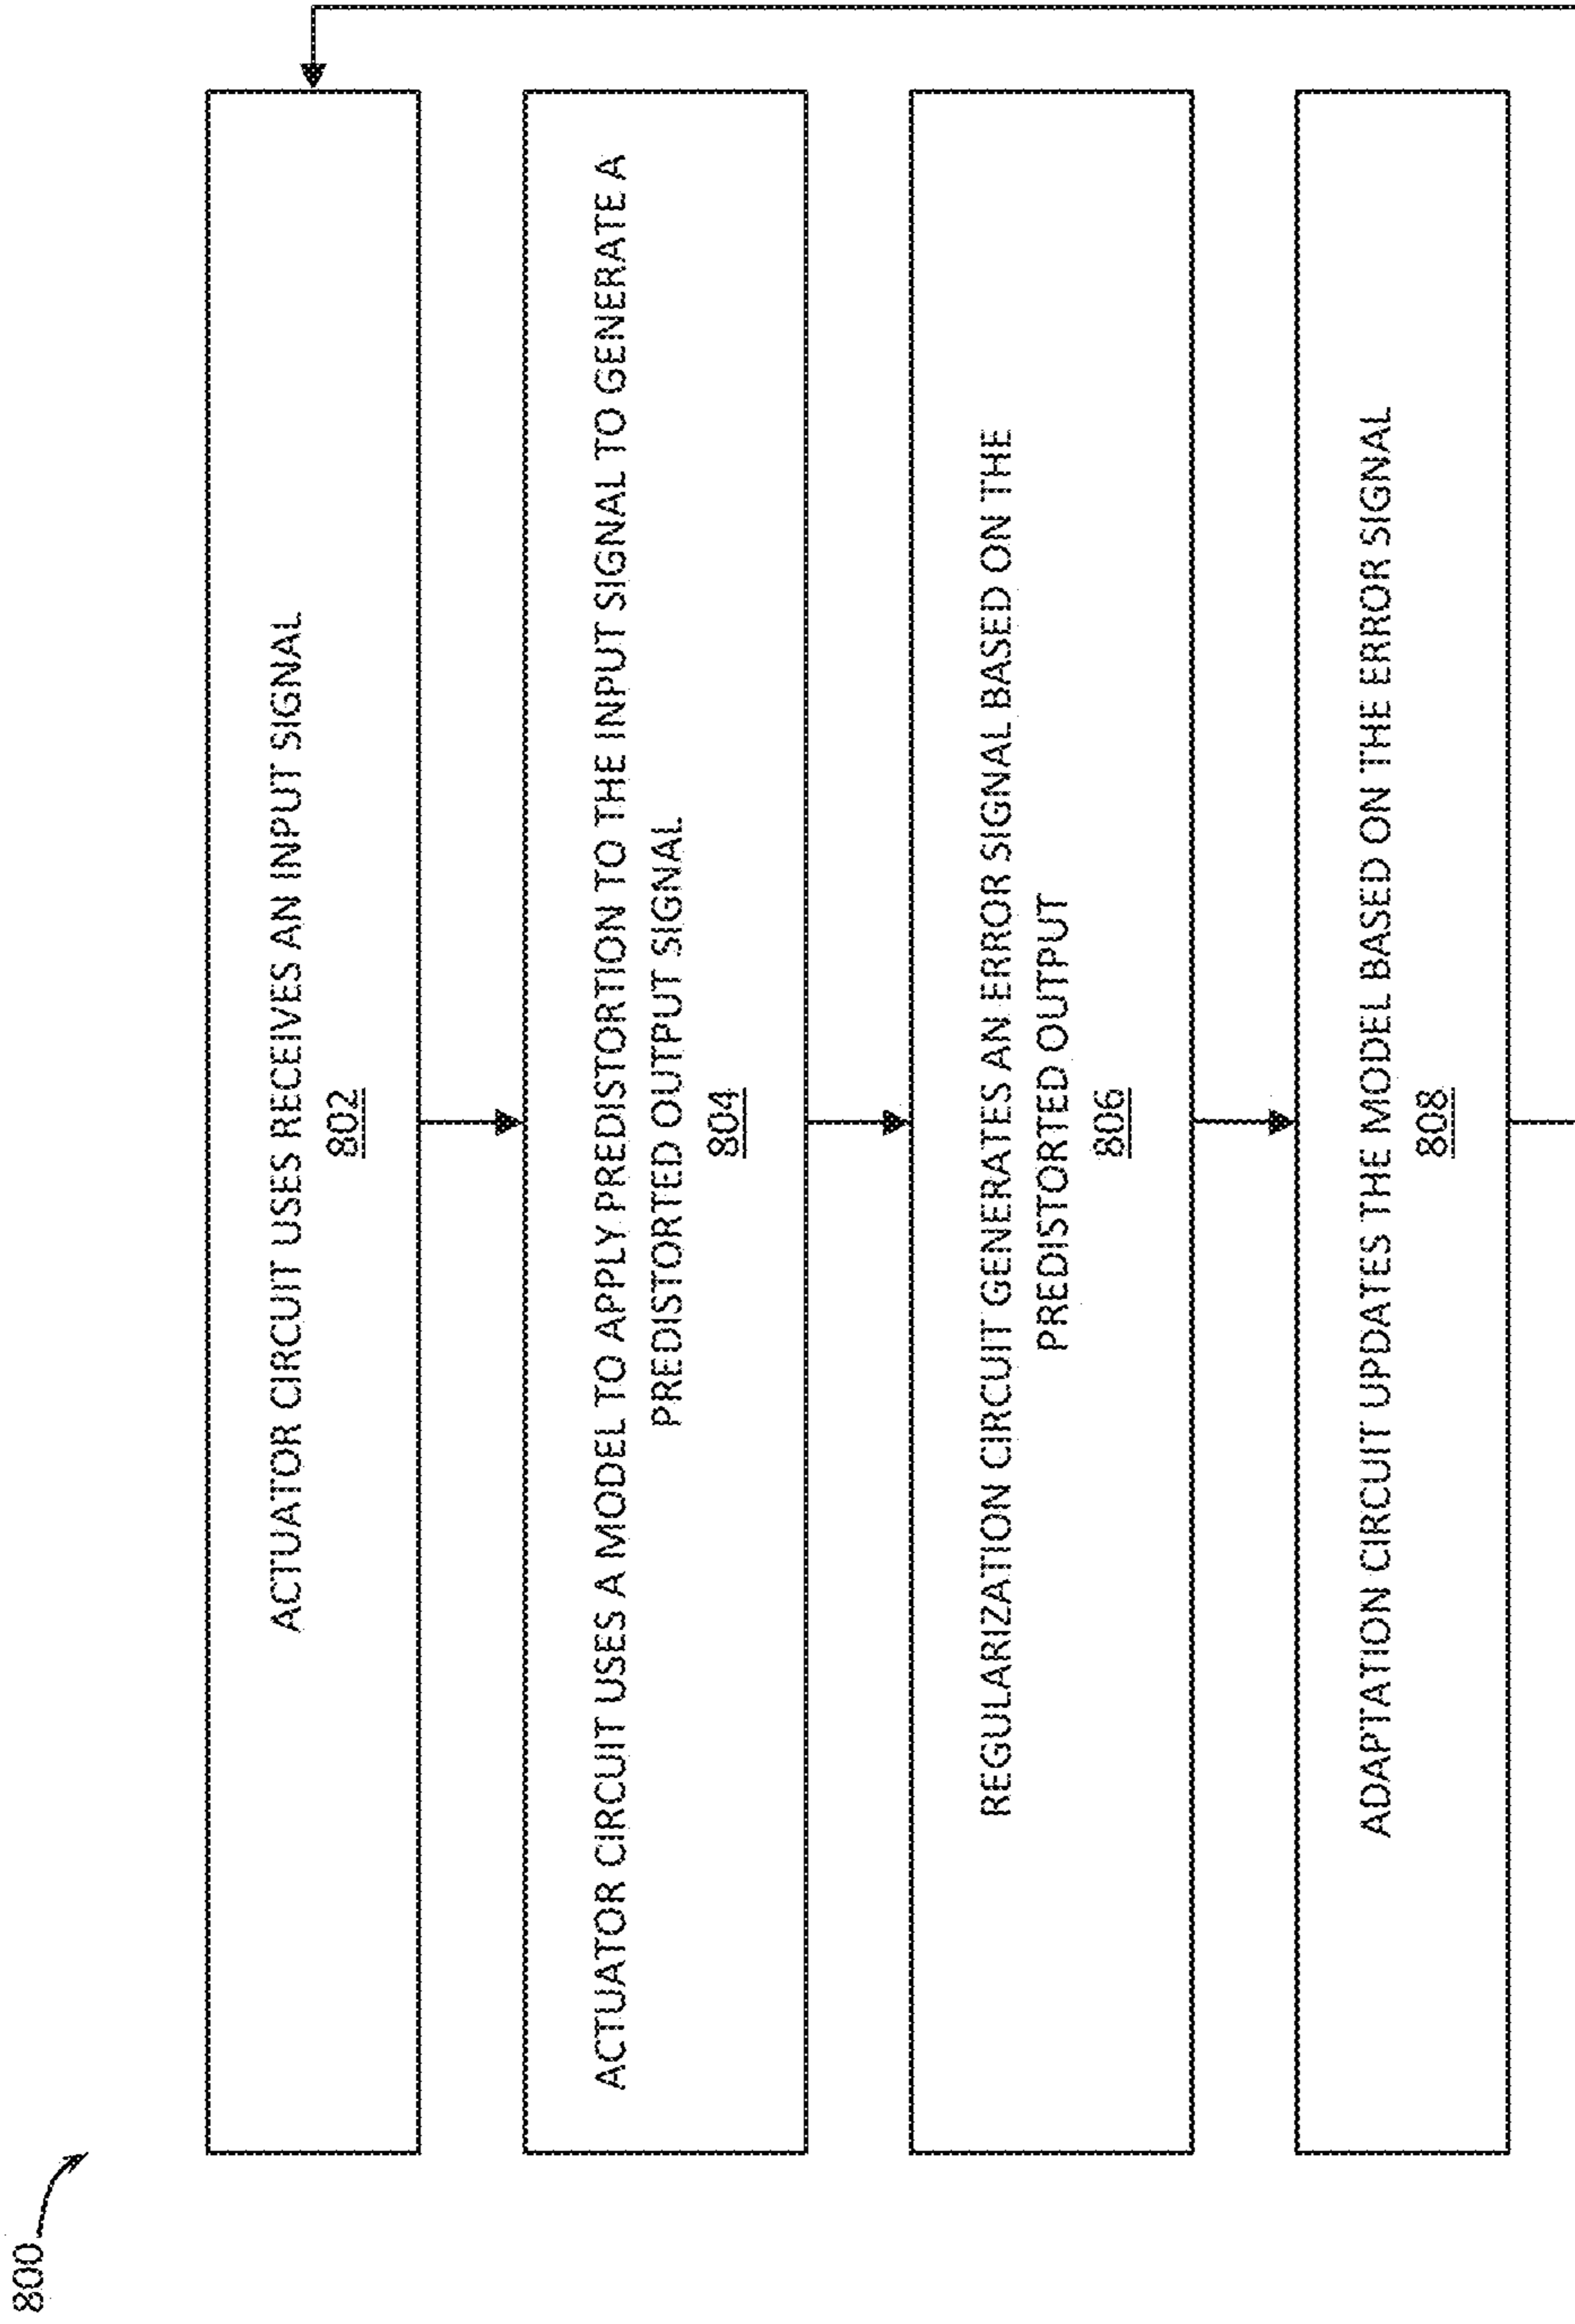 800
ACTUATOR CIRCUIT USES RECEIVES AN INPUT SIGNAL
802
ACTUATOR CIRCUIT USES A MODEL TO APPLY PREDISTORTION TO THE INPUT SIGNAL TO GENERATE A
PREDISTORTED OUTPUT SIGNAL
804
REGULARIZATION CIRCUIT GENERATES AN ERROR SIGNAL BASED ON THE
PREDISTORTED OUTPUT
806
ADAPTATION CIRCUIT UPDATES THE MODEL BASED ON THE ERROR SIGNAL
808